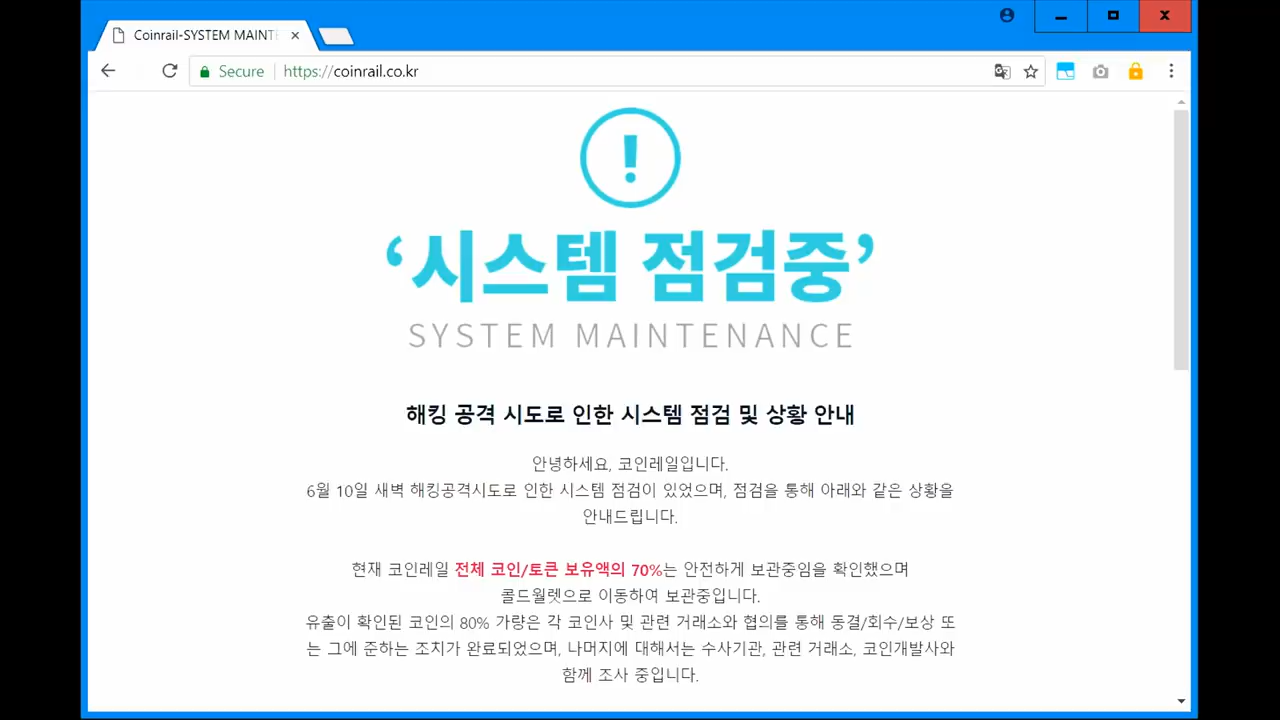 Coinrail-SYSTEM MAINT
Secure
https://coinrail.co.kr
‘시스템 점검중’
SYSTEM MAINTENANCE
해킹 공격 시도로 인한 시스템 점검 및 상황 안내
안녕하세요, 코인레일입니다.
6월 10일 새벽 해킹공격시도로 인한 시스템 점검이 있었으며, 점검을 통해 아래와 같은 상황을
안내드립니다.
현재 코인레일 전체 코인/토큰 보유액의 70%는 안전하게 보관중임을 확인했으며
콜드월렛으로 이동하여 보관중입니다.
유출이 확인된 코인의 80% 가량은 각 코인사 및 관련 거래소와 협의를 통해 동결/회수/보상 또
는 그에 준하는 조치가 완료되었으며, 나머지에 대해서는 수사기관, 관련 거래소, 코인개발사와
함께 조사 중입니다.